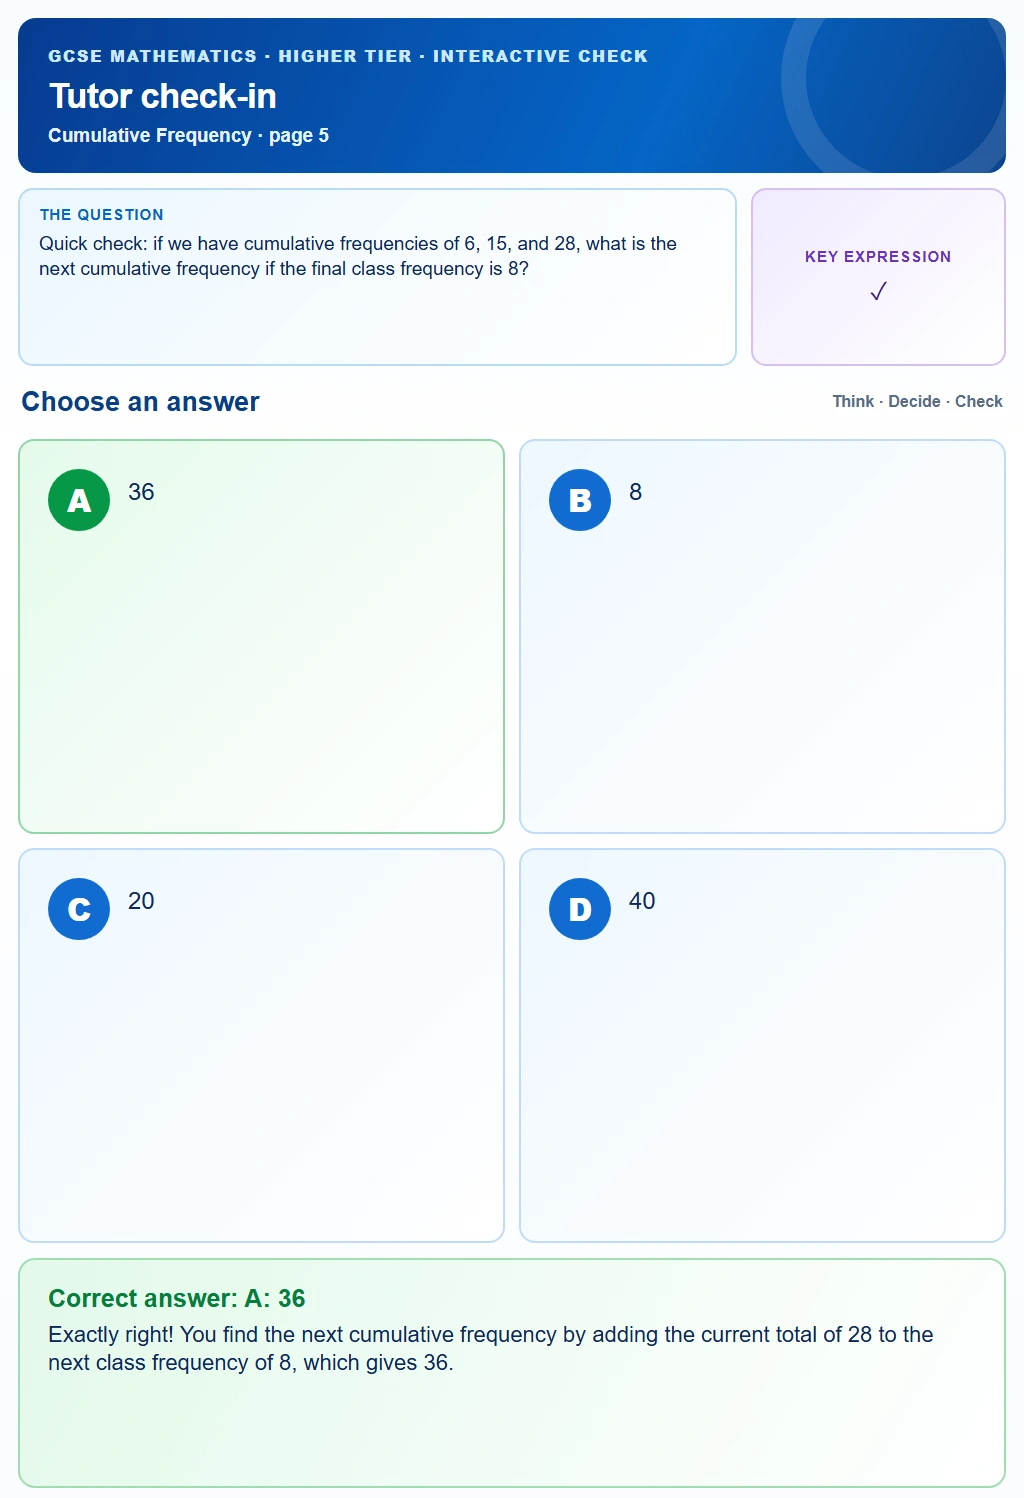 GCSE MATHEMATICS · HIGHER TIER · INTERACTIVE CHECK
Tutor check-in
Cumulative Frequency · page 5
THE QUESTION
Quick check: if we have cumulative frequencies of 6, 15, and 28, what is the
next cumulative frequency if the final class frequency is 8?
KEY EXPRESSION
✓
Choose an answer
Think · Decide · Check
A 36
B 8
C 20
D 40
Correct answer: A: 36
Exactly right! You find the next cumulative frequency by adding the current total of 28 to the
next class frequency of 8, which gives 36.